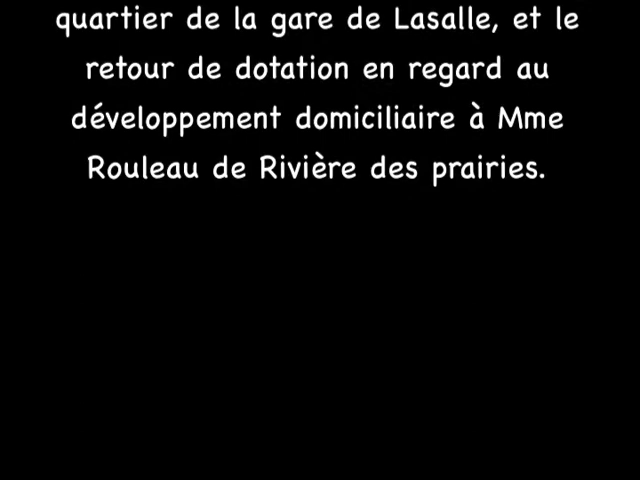 quartier de la gare de Lasalle, et le
retour de dotation en regard au
développement domiciliaire à Mme
Rouleau de Rivière des prairies.